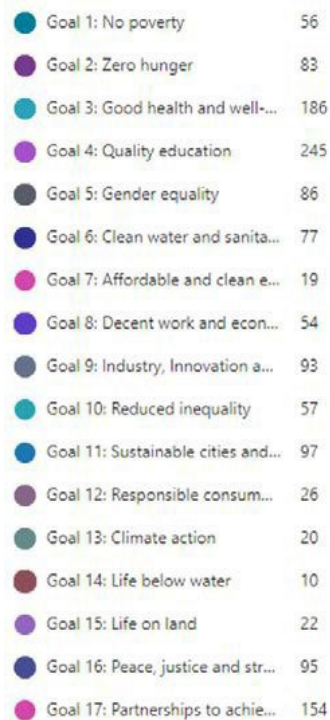 Goal 1: No poverty 56
Goal 2: Zero hunger 83
Goal 3: Good health and well-... 186
Goal 4: Quality education 245
Goal 5: Gender equality 86
Goal 6: Clean water and sanita... 77
Goal 7: Affordable and clean e... 19
Goal 8: Decent work and econ... 54
Goal 9: Industry, Innovation a... 93
Goal 10: Reduced inequality 57
Goal 11: Sustainable cities and... 97
Goal 12: Responsible consum... 26
Goal 13: Climate action 20
Goal 14: Life below water 10
Goal 15: Life on land 22
Goal 16: Peace, justice and str... 95
Goal 17: Partnerships to achie... 154